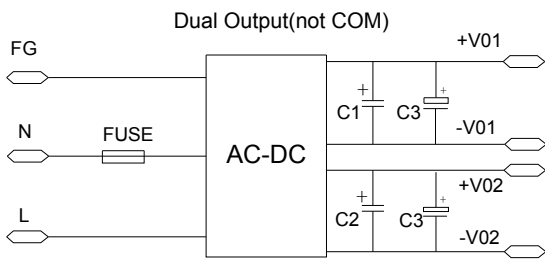 Dual Output(not COM)
FG
+V01
+
+
C1
C3
N
FUSE
-V01
AC-DC
+V02
+
+
L
C2
C3
-V02